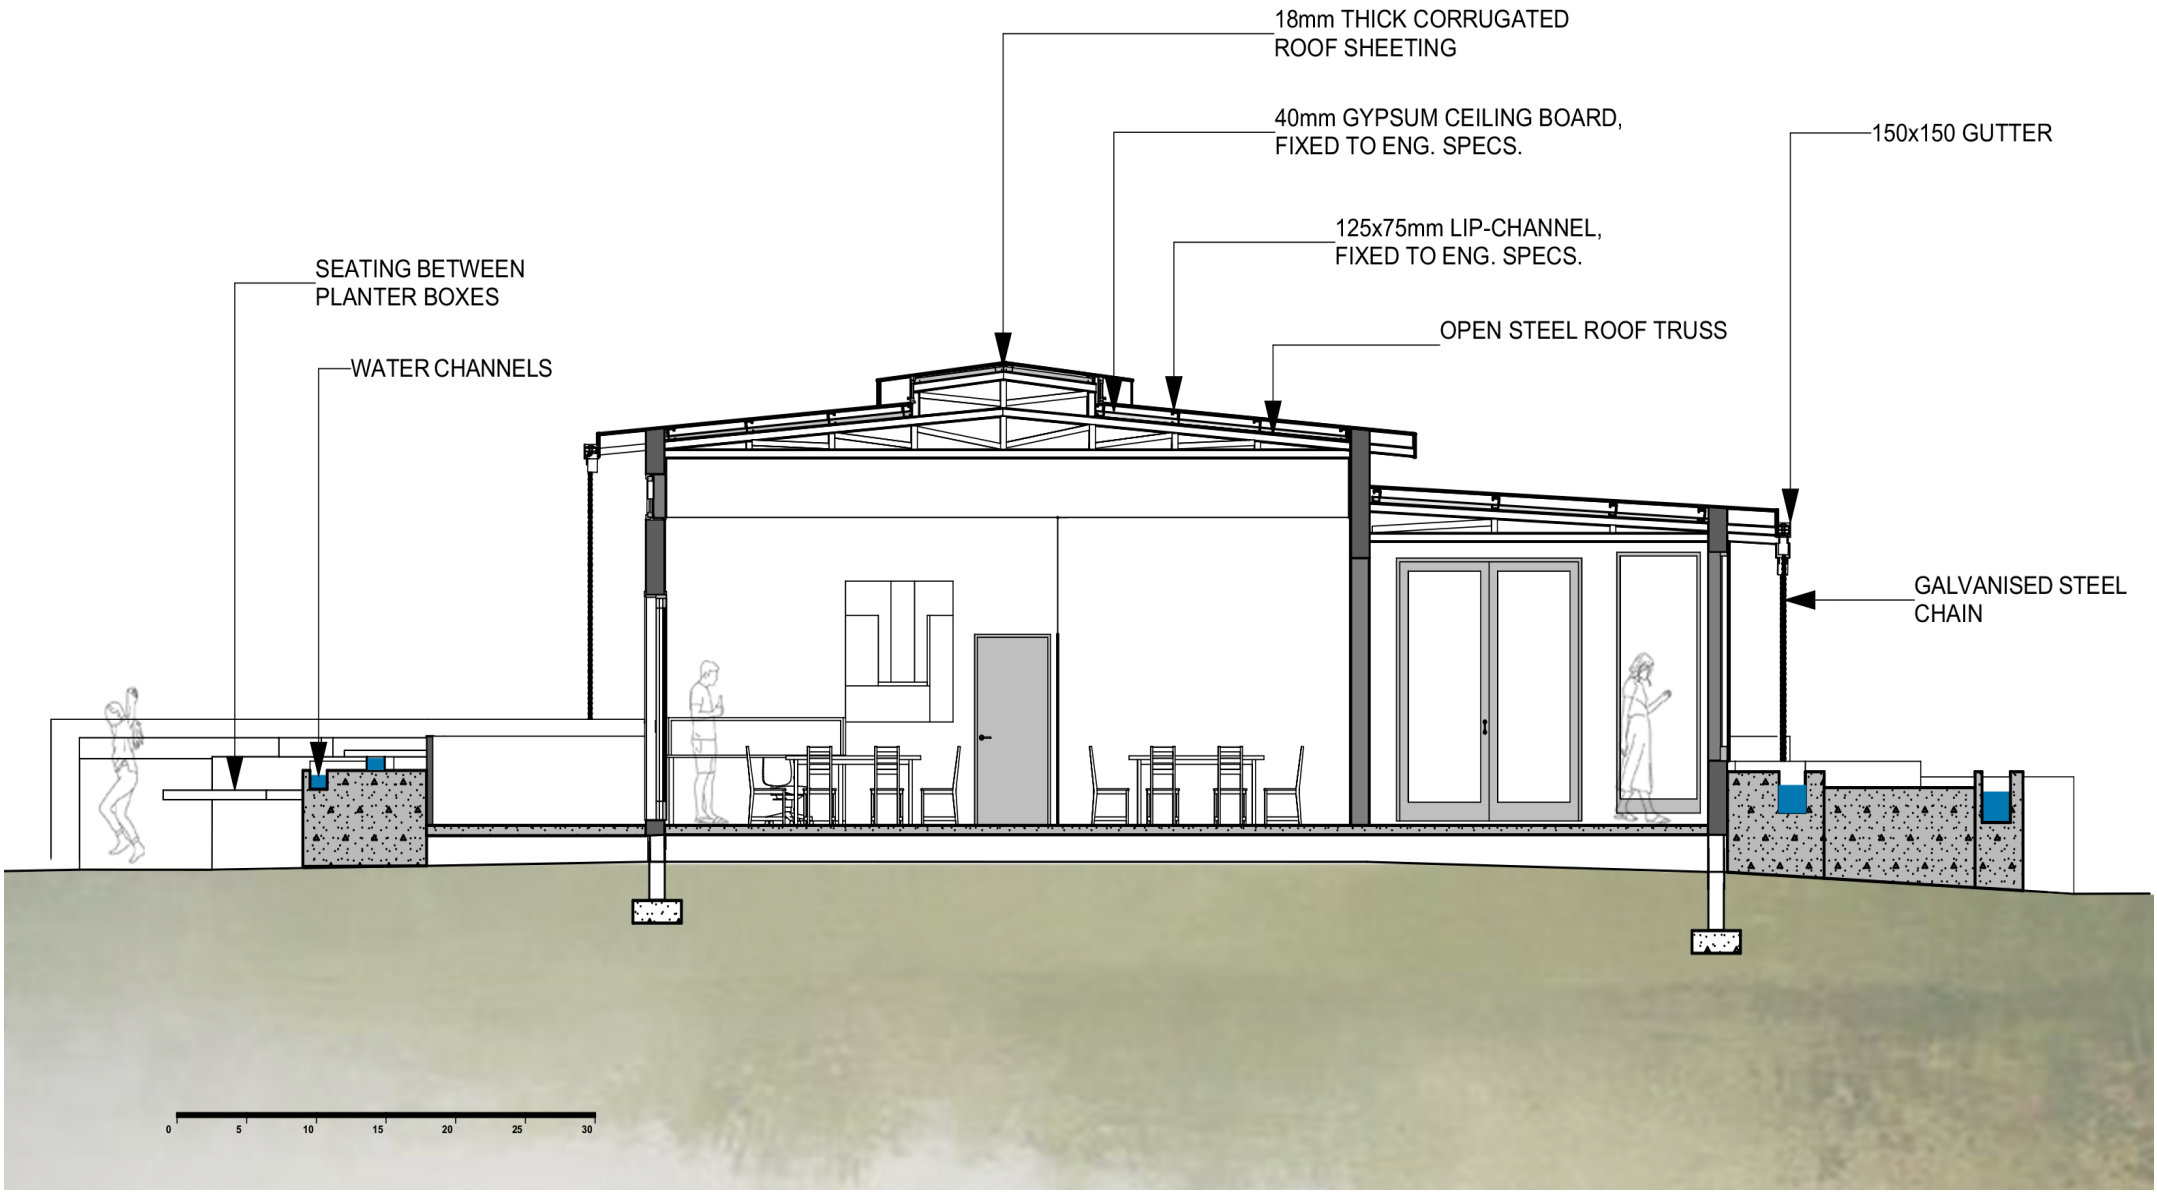 18mm THICK CORRUGATED
ROOF SHEETING
40mm GYPSUM CEILING BOARD,
FIXED TO ENG. SPECS.
150x150 GUTTER
125x75mm LIP-CHANNEL,
FIXED TO ENG. SPECS.
SEATING BETWEEN
PLANTER BOXES
OPEN STEEL ROOF TRUSS
WATER CHANNELS
GALVANISED STEEL
CHAIN
0 5 10 15 20 25 30